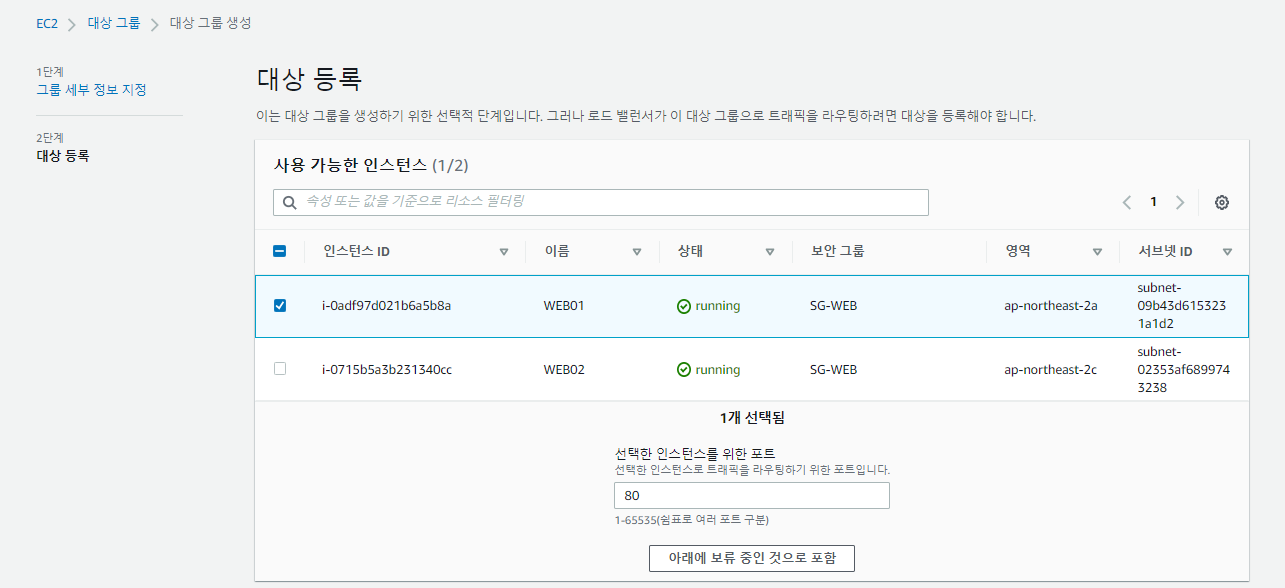 EC2 > 대상 그룹 > 대상 그룹 생성
1단계
그룹 세부 정보 지정
2단계
대상 등록
대상 등록
이는 대상 그룹을 생성하기 위한 선택적 단계입니다. 그러나 로드 밸런서가 이 대상 그룹으로 트래픽을 라우팅하려면 대상을 등록해야 합니다.
사용 가능한 인스턴스 (1/2)
속성 또는 값을 기준으로 리소스 필터링
1
인스턴스 ID 이름 상태 보안 그룹 영역 서브넷 ID
i-0adf97d021b6a5b8a WEB01 running SG-WEB ap-northeast-2a subnet-
09b43d615323
1a1d2
i-0715b5a3b231340cc WEB02 running SG-WEB ap-northeast-2c subnet-
02353af689974
3238
1개 선택됨
선택한 인스턴스를 위한 포트
선택한 인스턴스로 트래픽을 라우팅하기 위한 포트입니다.
80
1-65535(쉼표로 여러 포트 구분)
아래에 보류 중인 것으로 포함